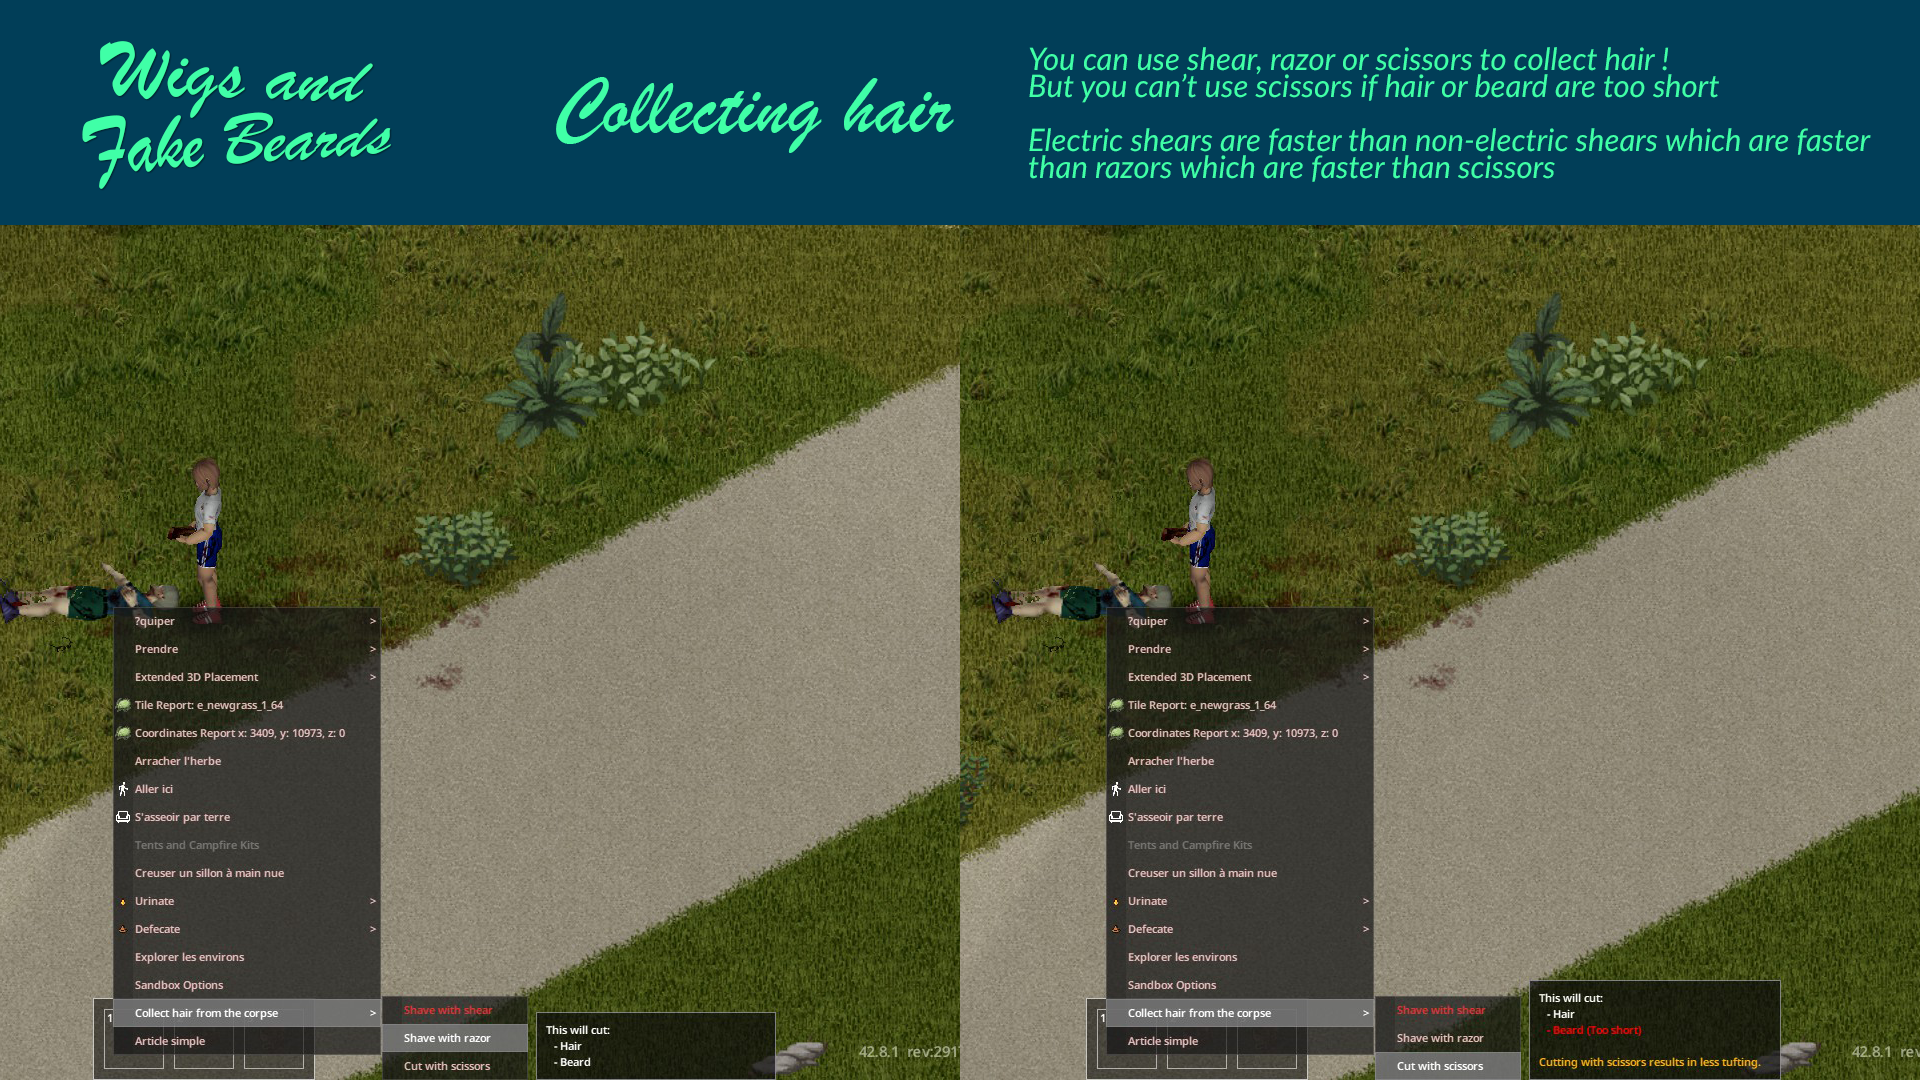 Wigs and
Fake Beards
Collecting hair
You can use shear, razor or scissors to collect hair !
But you can't use scissors if hair or beard are too short
Electric shears are faster than non-electric shears which are faster
than razors which are faster than scissors
?quiper >
Prendre >
Extended 3D Placement >
Tile Report: e_newgrass_1_64
Coordinates Report x: 3409, y: 10973, z: 0
Arracher l'herbe
Aller ici
S'asseoir par terre
Tents and Campfire Kits
Creuser un sillon à main nue
Urinate >
Defecate >
Explorer les environs
Sandbox Options
Collect hair from the corpse >
Article simple
1
Shave with shear
Shave with razor
Cut with scissors
This will cut:
- Hair
- Beard
42.8.1 rev:291
?quiper >
Prendre >
Extended 3D Placement >
Tile Report: e_newgrass_1_64
Coordinates Report x: 3409, y: 10973, z: 0
Arracher l'herbe
Aller ici
S'asseoir par terre
Tents and Campfire Kits
Creuser un sillon à main nue
Urinate >
Defecate >
Explorer les environs
Sandbox Options
Collect hair from the corpse >
Article simple
1
Shave with shear
Shave with razor
Cut with scissors
This will cut:
- Hair
- Beard (Too short)
Cutting with scissors results in less tufting.
42.8.1 rev